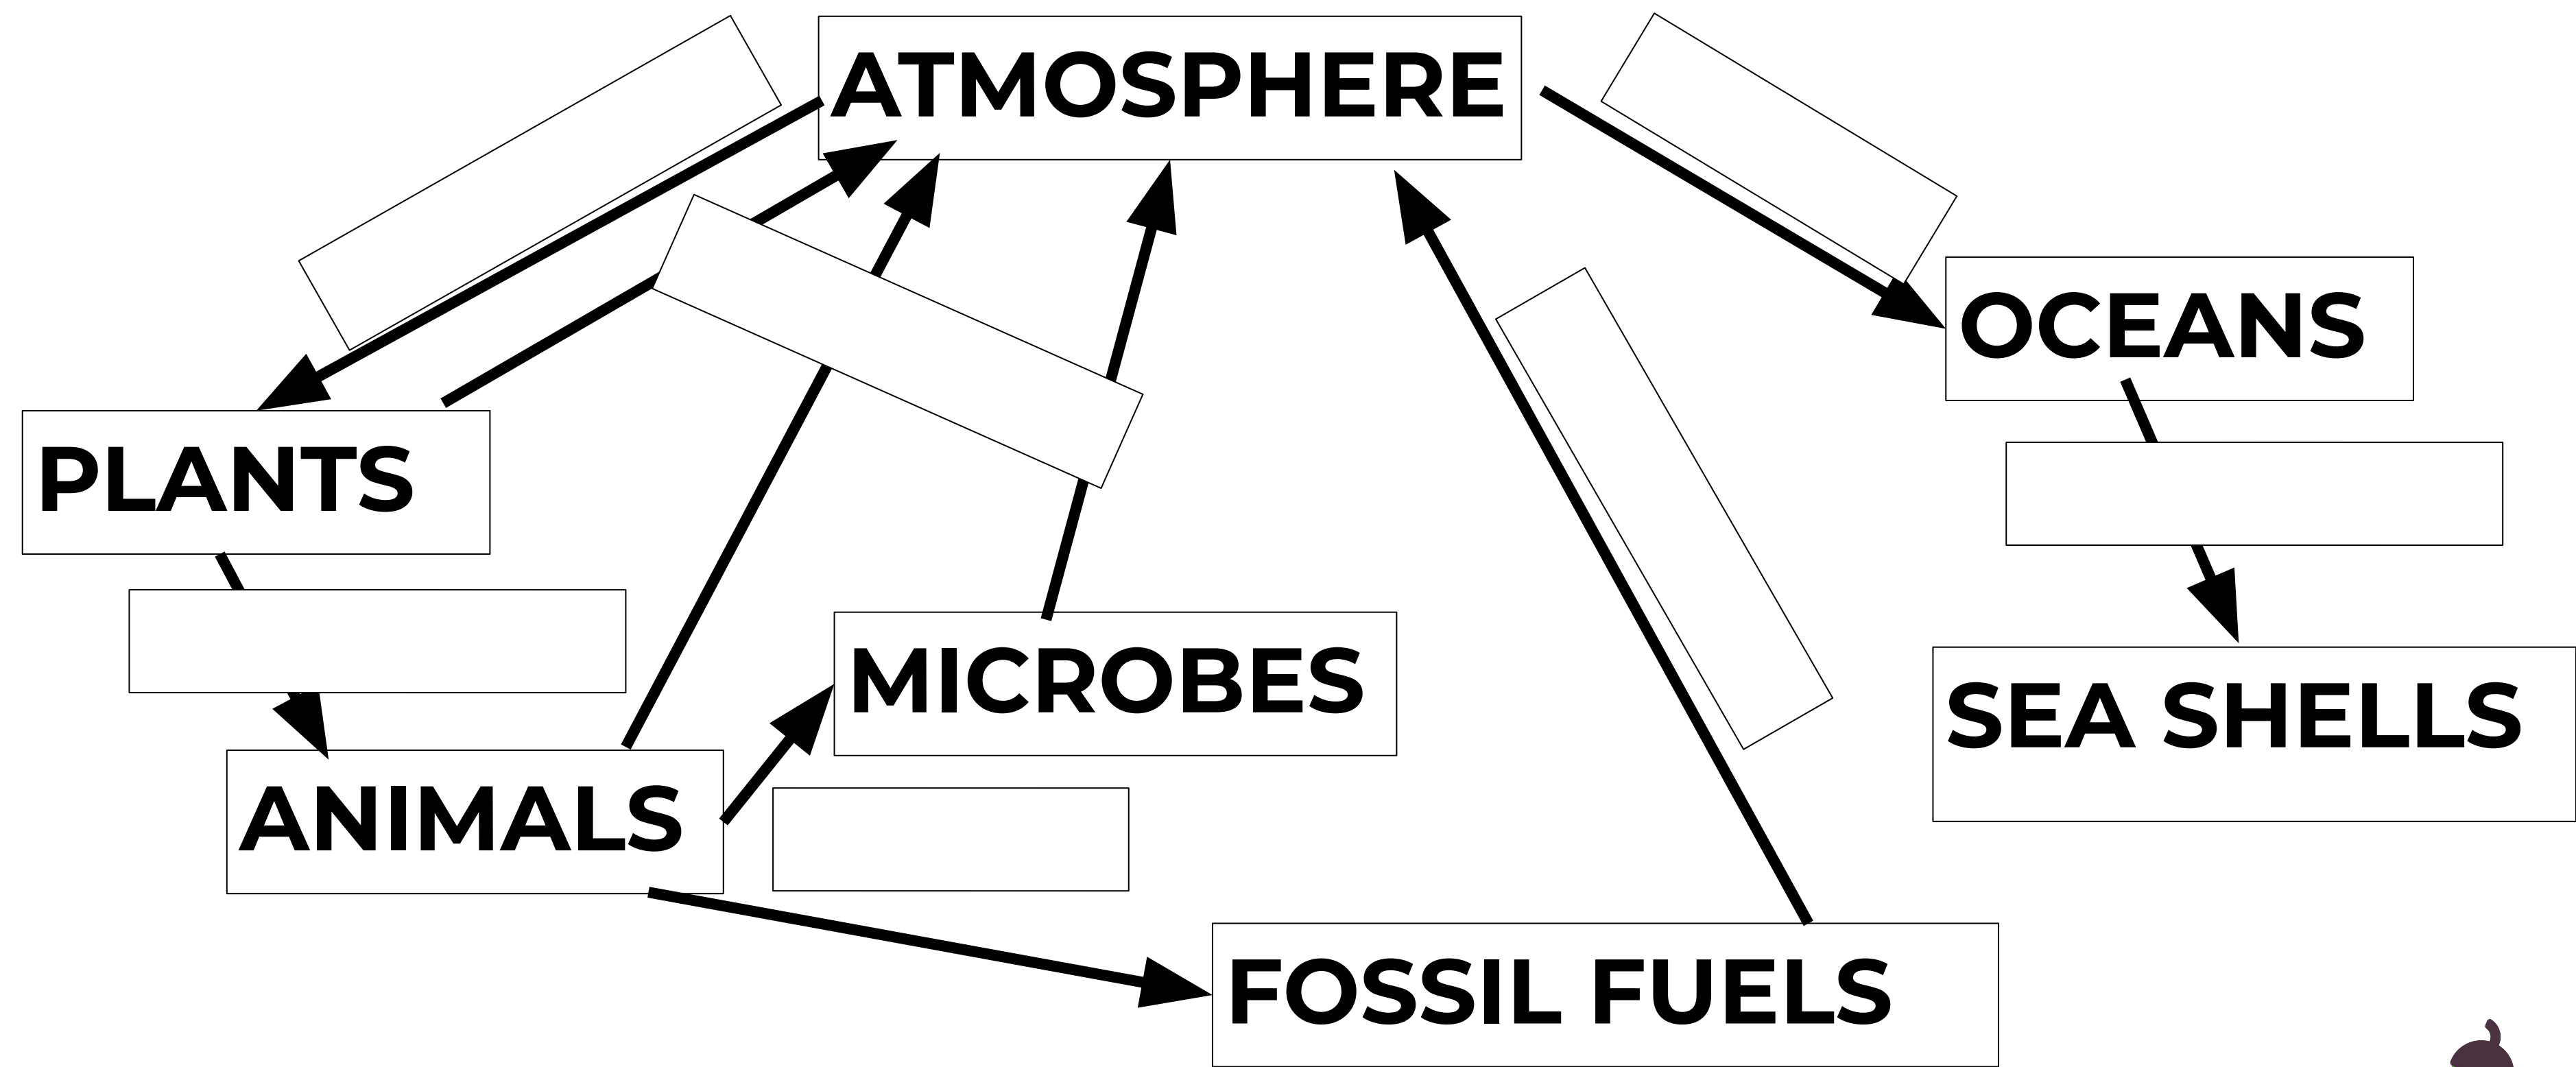 ATMOSPHERE
OCEANS
PLANTS
MICROBES
SEA SHELLS
ANIMALS
FOSSIL FUELS